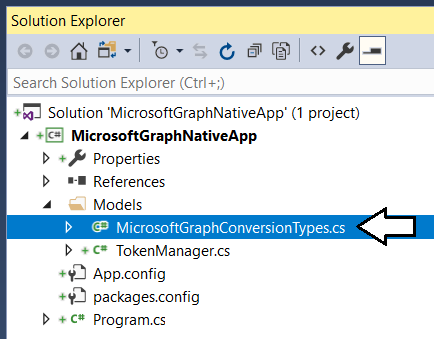 Solution Explorer
Search Solution Explorer (Ctrl+;)
Solution 'MicrosoftGraphNativeApp' (1 project)
C# MicrosoftGraphNativeApp
Properties
References
Models
C# MicrosoftGraphConversionTypes.cs
C# TokenManager.cs
App.config
packages.config
C# Program.cs